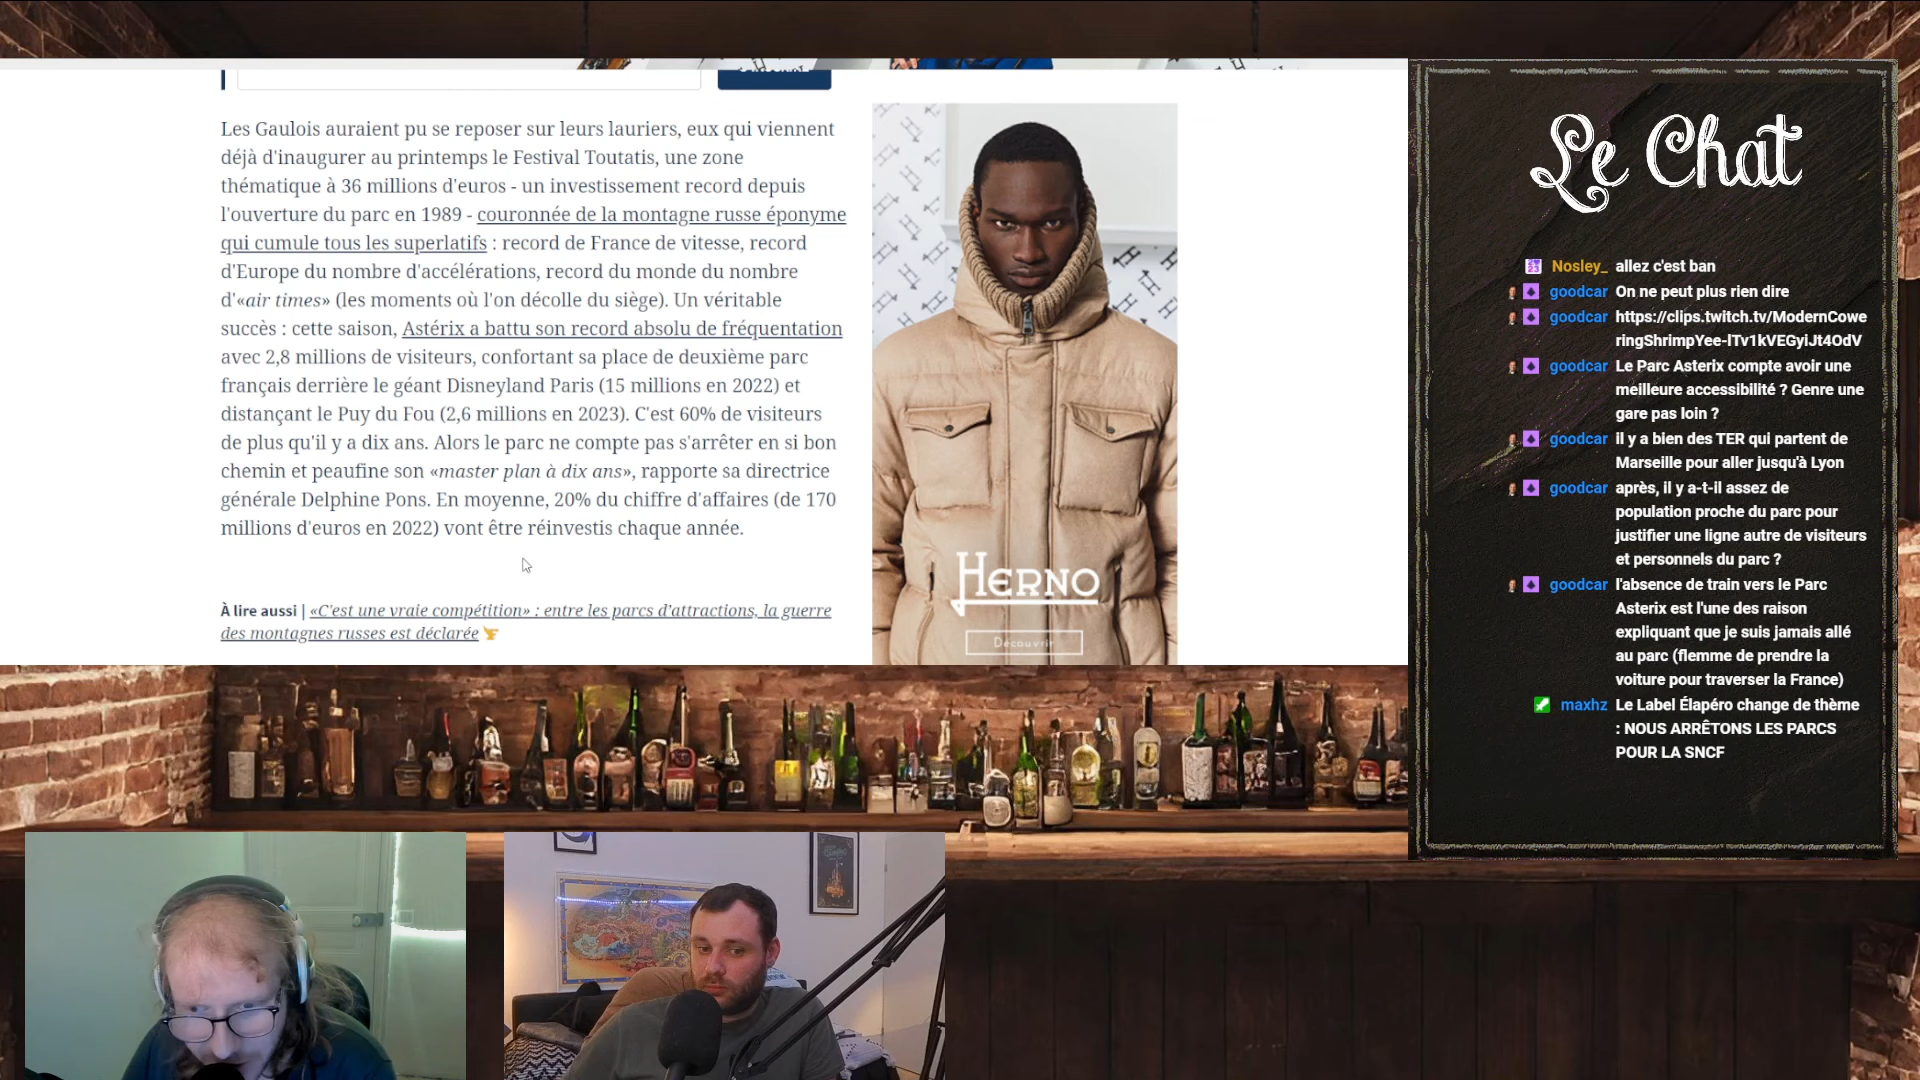 Les Gaulois auraient pu se reposer sur leurs lauriers, eux qui viennent
déjà d'inaugurer au printemps le Festival Toutatis, une zone
thématique à 36 millions d'euros - un investissement record depuis
l'ouverture du parc en 1989 - couronnée de la montagne russe éponyme
qui cumule tous les superlatifs : record de France de vitesse, record
d'Europe du nombre d'accélérations, record du monde du nombre
d'«air times» (les moments où l'on décolle du siège). Un véritable
succès : cette saison, Astérix a battu son record absolu de fréquentation
avec 2,8 millions de visiteurs, confortant sa place de deuxième parc
français derrière le géant Disneyland Paris (15 millions en 2022) et
distançant le Puy du Fou (2,6 millions en 2023). C'est 60% de visiteurs
de plus qu'il y a dix ans. Alors le parc ne compte pas s'arrêter en si bon
chemin et peaufine son «master plan à dix ans», rapporte sa directrice
générale Delphine Pons. En moyenne, 20% du chiffre d'affaires (de 170
millions d'euros en 2022) vont être réinvestis chaque année.
À lire aussi | «C'est une vraie compétition» : entre les parcs d'attractions, la guerre
des montagnes russes est déclarée
HERNO
Découvrir
Le Chat
Nosley_ allez c'est ban
goodcar On ne peut plus rien dire
goodcar https://clips.twitch.tv/ModernCowe
ringShrimpYee-lTv1kVEGyiJt4OdV
goodcar Le Parc Asterix compte avoir une
meilleure accessibilité ? Genre une
gare pas loin ?
goodcar il y a bien des TER qui partent de
Marseille pour aller jusqu'à Lyon
goodcar après, il y a-t-il assez de
population proche du parc pour
justifier une ligne autre de visiteurs
et personnels du parc ?
goodcar l'absence de train vers le Parc
Asterix est l'une des raison
expliquant que je suis jamais allé
au parc (flemme de prendre la
voiture pour traverser la France)
maxhz Le Label Élapéro change de thème
: NOUS ARRÊTONS LES PARCS
POUR LA SNCF